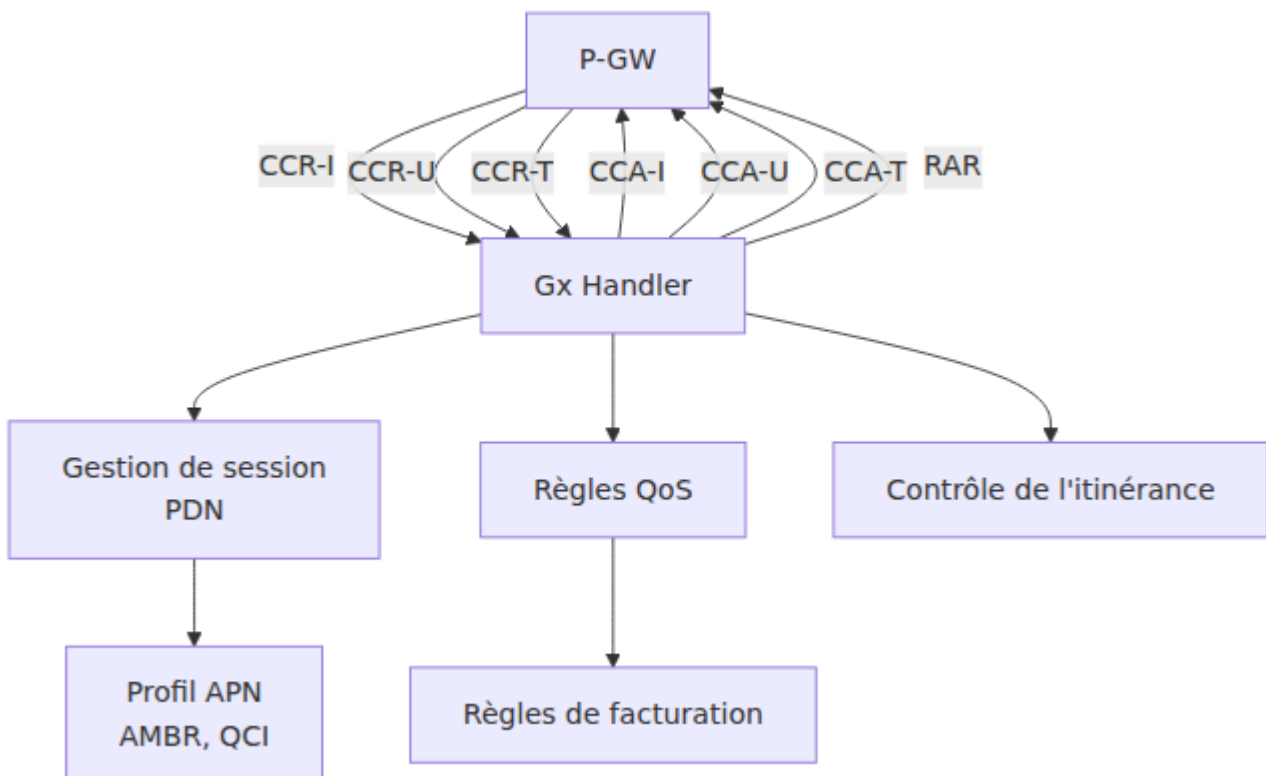 P-GW
CCR-I
CCR-U
CCR-T
CCA-I
CCA-U
CCA-T
RAR
Gx Handler
Gestion de session
PDN
Règles QoS
Contrôle de l'itinérance
Profil APN
AMBR, QCI
Règles de facturation